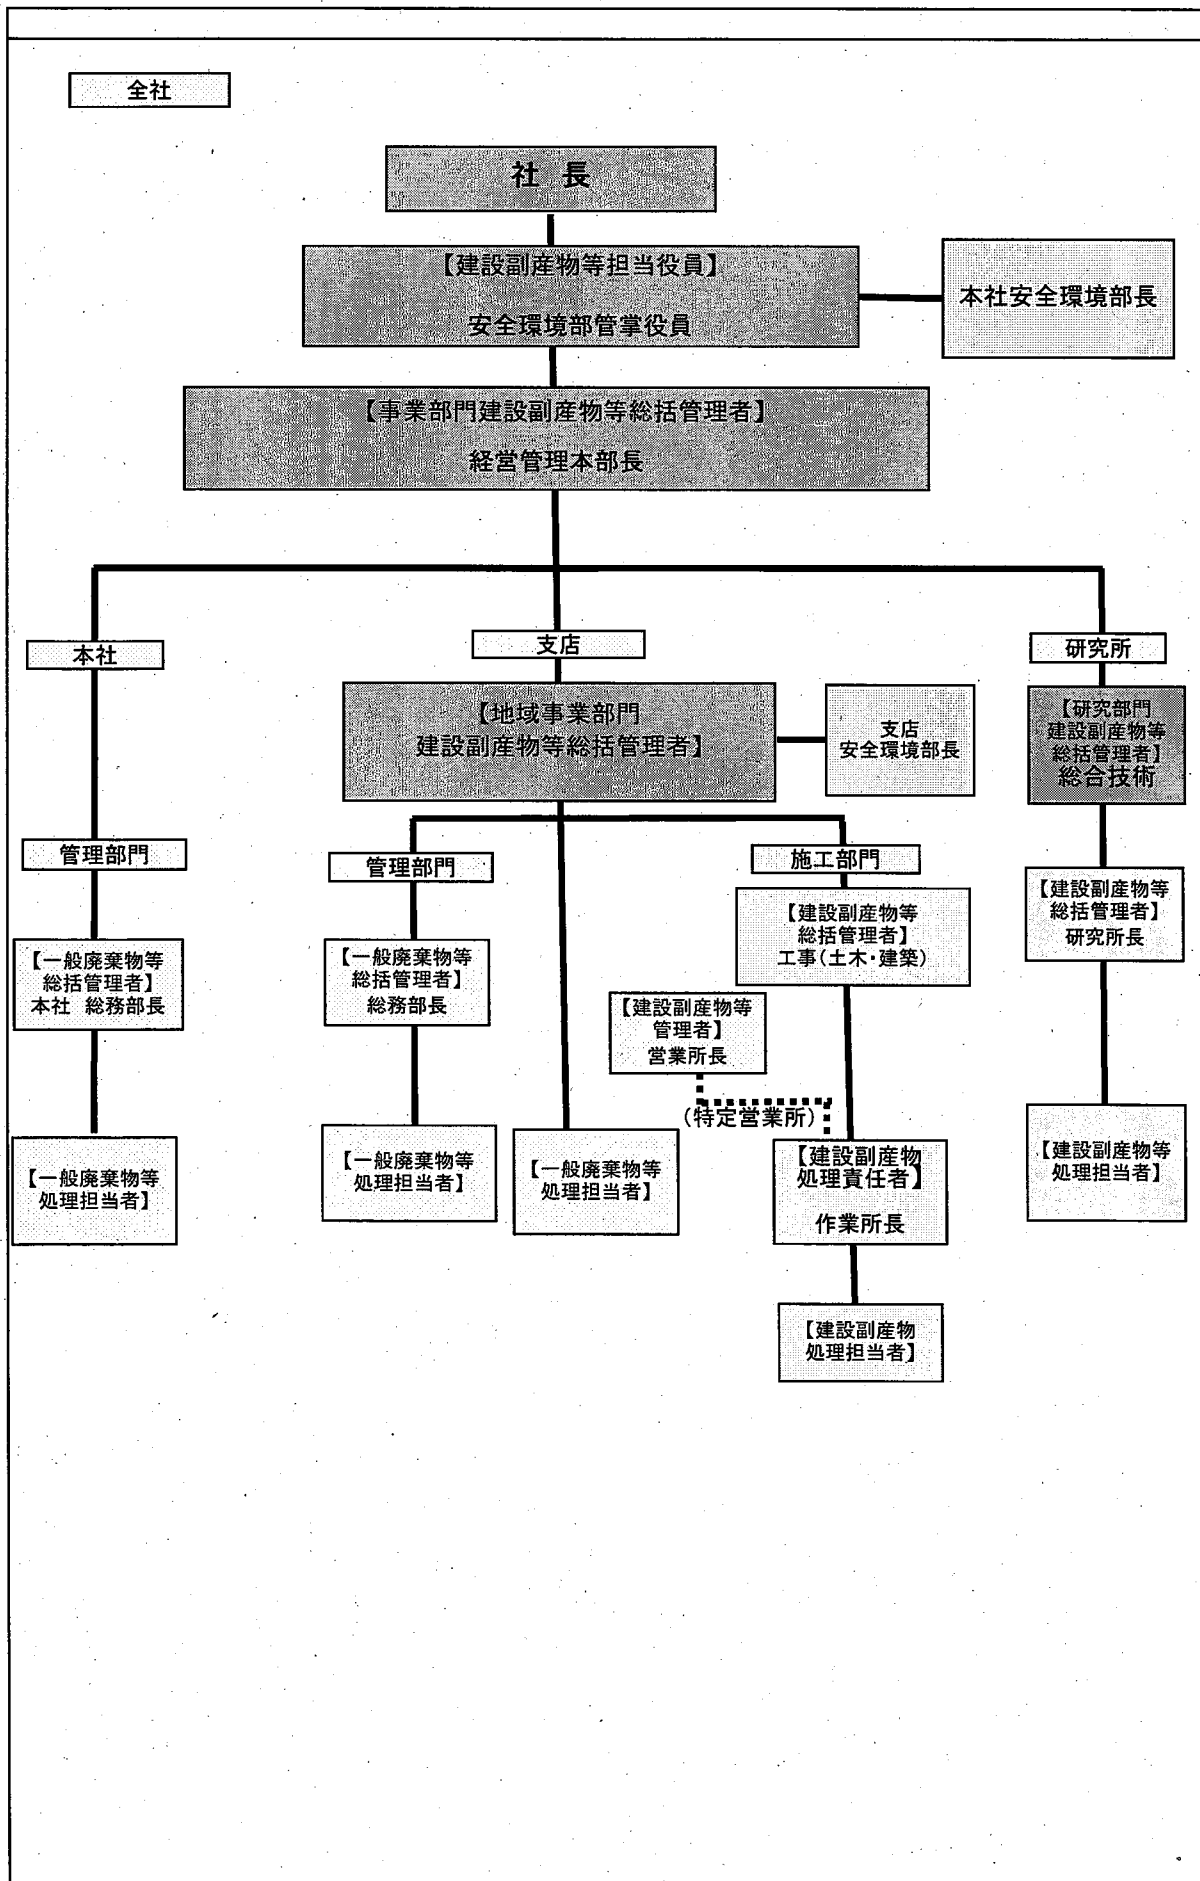 全社
社 長
【建設副産物等担当役員】
安全環境部管掌役員
本社安全環境部長
【事業部門建設副産物等総括管理者】
経営管理本部長
本社
支店
研究所
【地域事業部門
建設副産物等総括管理者】
支店
安全環境部長
【研究部門
建設副産物等
総括管理者】
総合技術
管理部門
管理部門
施工部門
【一般廃棄物等
総括管理者】
本社 総務部長
【一般廃棄物等
総括管理者】
総務部長
【建設副産物等
総括管理者】
工事(土木・建築)
【建設副産物等
総括管理者】
研究所長
【建設副産物等
管理者】
営業所長
(特定営業所)
【一般廃棄物等
処理担当者】
【一般廃棄物等
処理担当者】
【一般廃棄物等
処理担当者】
【建設副産物
処理責任者】
作業所長
【建設副産物等
処理担当者】
【建設副産物
処理担当者】